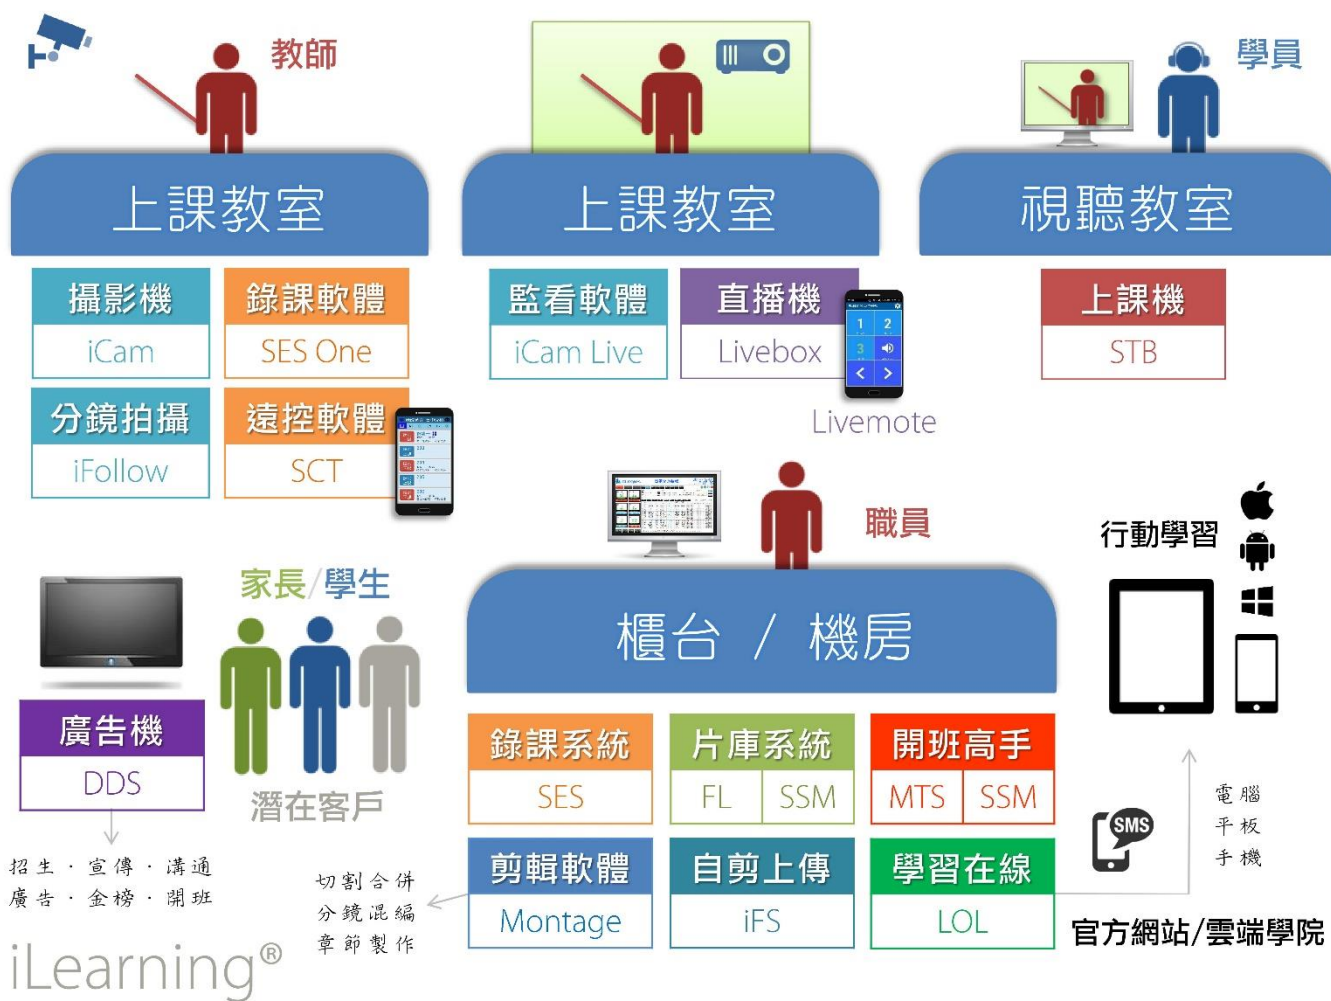 教師
學員
上課教室
上課教室
視聽教室
攝影機
iCam
錄課軟體
SES One
監看軟體
iCam Live
直播機
Livebox
1 2
3
上課機
STB
分鏡拍攝
iFollow
遠控軟體
SCT
Livemote
職員
行動學習
家長/學生
櫃台 / 機房
廣告機
DDS
潛在客戶
錄課系統
SES
片庫系統
FL SSM
開班高手
MTS SSM
SMS
電腦
平板
手機
招生．宣傳．溝通
廣告．金榜．開班
切割合併
分鏡混編
章節製作
剪輯軟體
Montage
自剪上傳
iFS
學習在線
LOL
官方網站/雲端學院
iLearning®